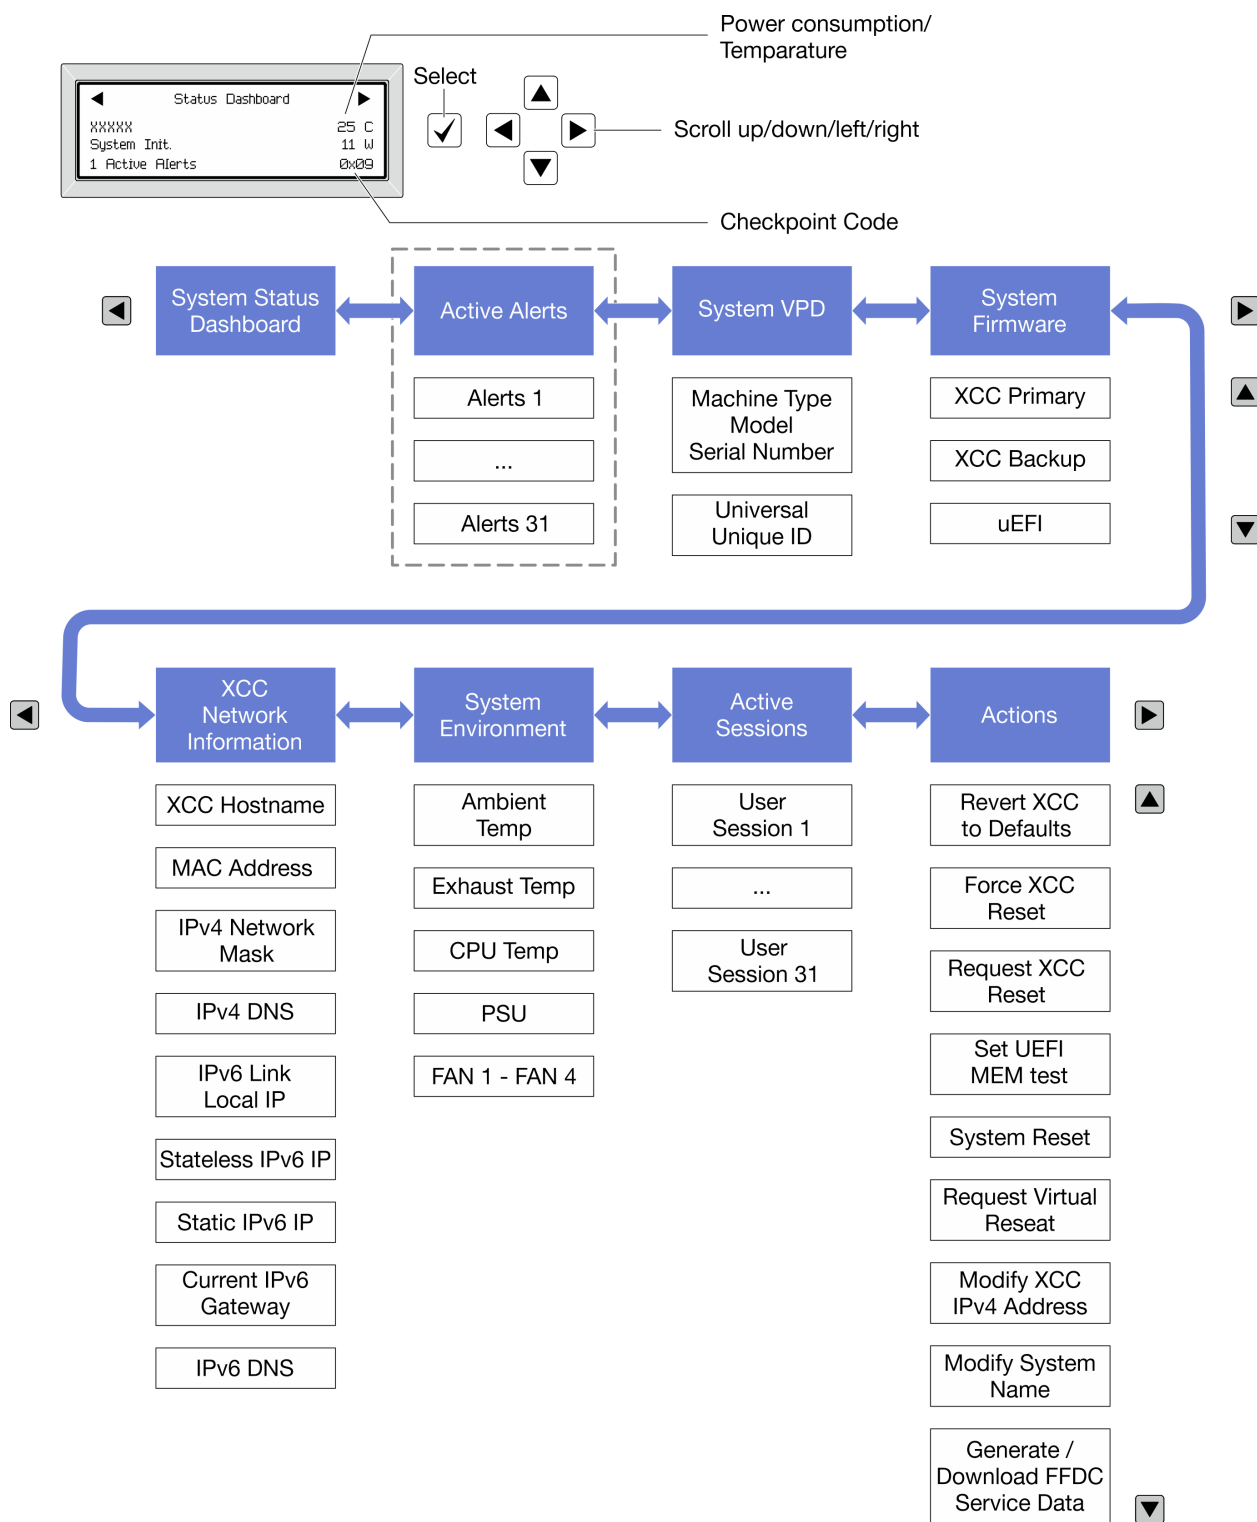 Power consumption/
Temparature
Select
Status Dashboard
XXXXX 25 C
System Init. 11 W
1 Active Alerts 0x09
Scroll up/down/left/right
Checkpoint Code
System Status
Dashboard
Active Alerts
System VPD
System
Firmware
Alerts 1
...
Alerts 31
Machine Type
Model
Serial Number
Universal
Unique ID
XCC Primary
XCC Backup
uEFI
XCC
Network
Information
System
Environment
Active
Sessions
Actions
XCC Hostname
MAC Address
IPv4 Network
Mask
IPv4 DNS
IPv6 Link
Local IP
Stateless IPv6 IP
Static IPv6 IP
Current IPv6
Gateway
IPv6 DNS
Ambient
Temp
Exhaust Temp
CPU Temp
PSU
FAN 1 - FAN 4
User
Session 1
...
User
Session 31
Revert XCC
to Defaults
Force XCC
Reset
Request XCC
Reset
Set UEFI
MEM test
System Reset
Request Virtual
Reseat
Modify XCC
IPv4 Address
Modify System
Name
Generate /
Download FFDC
Service Data